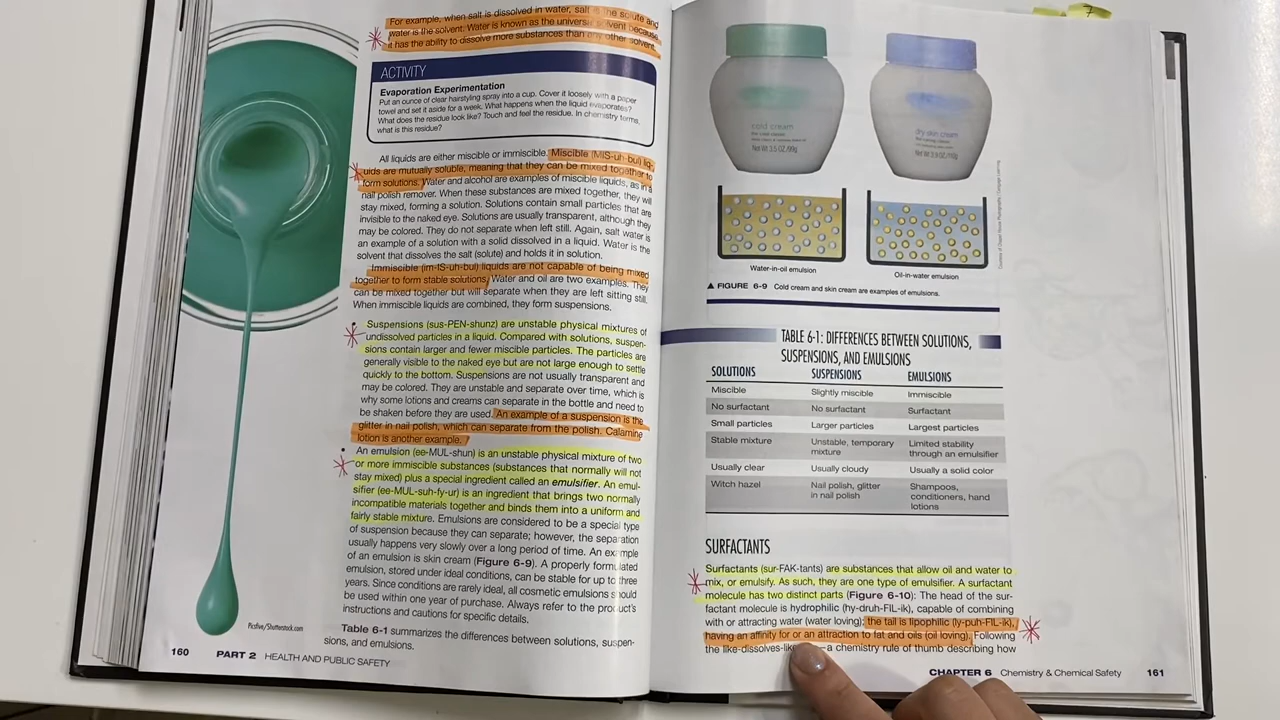 For example, when salt is dissolved in water, salt is the solute and
water is the solvent. Water is known as the universal solvent because
it has the ability to dissolve more substances than any other solvent.
ACTIVITY
Evaporation Experimentation
Put an ounce of clear hairstyling spray into a cup. Cover it loosely with a paper
towel and set it aside for a week. What happens when the liquid evaporates?
What does the residue look like? Touch and feel the residue. In chemistry terms,
what is this residue?
All liquids are either miscible or immiscible. Miscible (MIS-uh-bul) liq-
uids are mutually soluble, meaning that they can be mixed together to
form solutions. Water and alcohol are examples of miscible liquids, as in a
nail polish remover. When these substances are mixed together, they will
stay mixed, forming a solution. Solutions contain small particles that are
invisible to the naked eye. Solutions are usually transparent, although they
may be colored. They do not separate when left still. Again, salt water is
an example of a solution with a solid dissolved in a liquid. Water is the
solvent that dissolves the salt (solute) and holds it in solution.
Immiscible (im-IS-uh-bul) liquids are not capable of being mixed
together to form stable solutions. Water and oil are two examples. They
can be mixed together but will separate when they are left sitting still.
When immiscible liquids are combined, they form suspensions.
• Suspensions (sus-PEN-shunz) are unstable physical mixtures of
undissolved particles in a liquid. Compared with solutions, suspen-
sions contain larger and fewer miscible particles. The particles are
generally visible to the naked eye but are not large enough to settle
quickly to the bottom. Suspensions are not usually transparent and
may be colored. They are unstable and separate over time, which is
why some lotions and creams can separate in the bottle and need to
be shaken before they are used. An example of a suspension is the
glitter in nail polish, which can separate from the polish. Calamine
lotion is another example.
• An emulsion (ee-MUL-shun) is an unstable physical mixture of two
or more immiscible substances (substances that normally will not
stay mixed) plus a special ingredient called an emulsifier. An emul-
sifier (ee-MUL-suh-fy-ur) is an ingredient that brings two normally
incompatible materials together and binds them into a uniform and
fairly stable mixture. Emulsions are considered to be a special type
of suspension because they can separate; however, the separation
usually happens very slowly over a long period of time. An example
of an emulsion is skin cream (Figure 6-9). A properly formulated
emulsion, stored under ideal conditions, can be stable for up to three
years. Since conditions are rarely ideal, all cosmetic emulsions should
be used within one year of purchase. Always refer to the product's
instructions and cautions for specific details.
Table 6-1 summarizes the differences between solutions, suspen-
sions, and emulsions.
Picsfive/Shutterstock.com
160 PART 2 HEALTH AND PUBLIC SAFETY
7
cold cream
Net Wt 3.5 OZ/99g
dry skin cream
Water-in-oil emulsion
Oil-in-water emulsion
▲ FIGURE 6-9 Cold cream and skin cream are examples of emulsions.
TABLE 6-1: DIFFERENCES BETWEEN SOLUTIONS,
SUSPENSIONS, AND EMULSIONS
SOLUTIONS SUSPENSIONS EMULSIONS
Miscible Slightly miscible Immiscible
No surfactant No surfactant Surfactant
Small particles Larger particles Largest particles
Stable mixture Unstable, temporary Limited stability
mixture through an emulsifier
Usually clear Usually cloudy Usually a solid color
Witch hazel Nail polish, glitter Shampoos,
in nail polish conditioners, hand
lotions
SURFACTANTS
Surfactants (sur-FAK-tants) are substances that allow oil and water to
mix, or emulsify. As such, they are one type of emulsifier. A surfactant
molecule has two distinct parts (Figure 6-10): The head of the sur-
factant molecule is hydrophilic (hy-druh-FIL-ik), capable of combining
with or attracting water (water loving); the tail is lipophilic (ly-puh-FIL-ik),
having an affinity for or an attraction to fat and oils (oil loving). Following
the like-dissolves-like—a chemistry rule of thumb describing how
CHAPTER 6 Chemistry & Chemical Safety 161